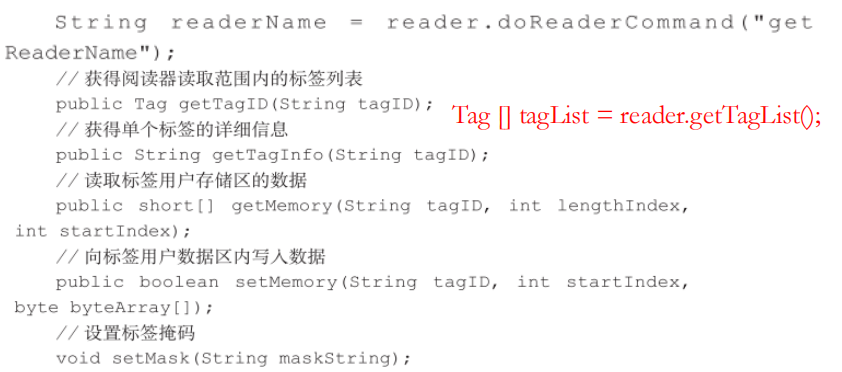 String readerName = reader.doReaderCommand("get
ReaderName");
// 获得阅读器读取范围内的标签列表
public Tag getTagID(String tagID);
Tag [] tagList = reader.getTagList();
// 获得单个标签的详细信息
public String getTagInfo(String tagID);
// 读取标签用户存储区的数据
public short[] getMemory(String tagID, int lengthIndex,
int startIndex);
// 向标签用户数据区内写入数据
public boolean setMemory(String tagID, int startIndex,
byte byteArray[]);
// 设置标签掩码
void setMask(String maskString);